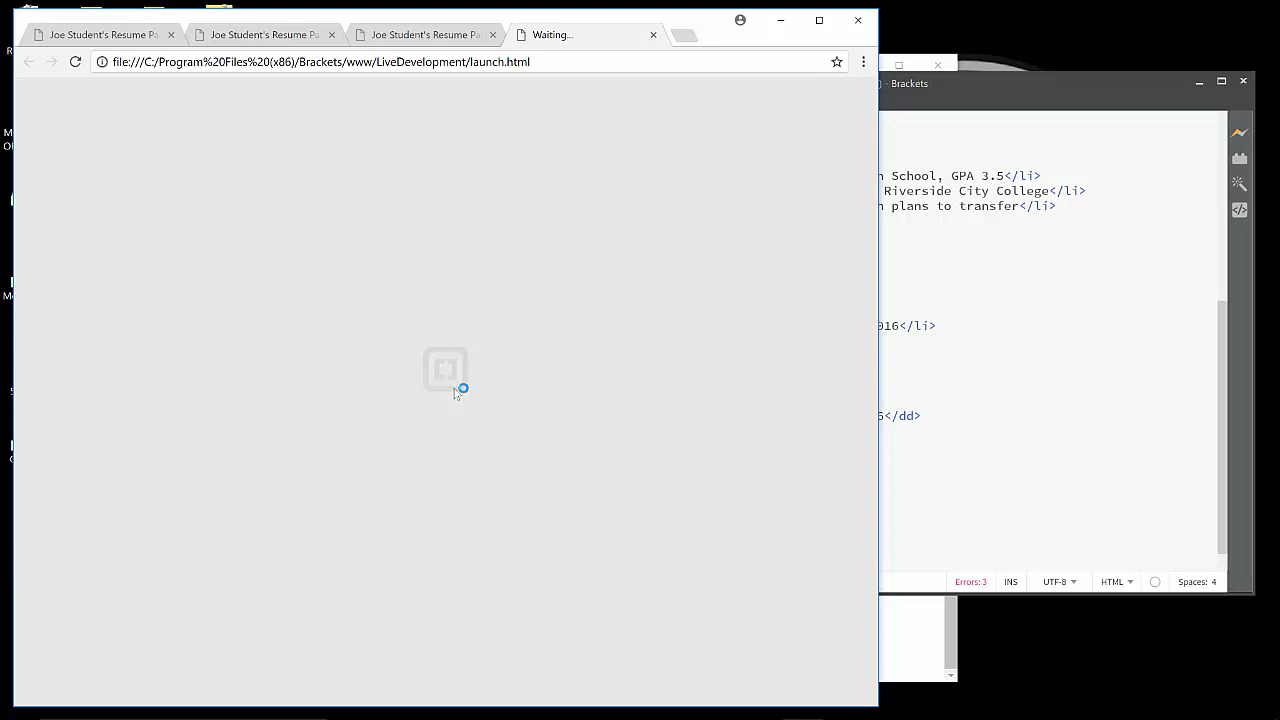 Joe Student's Resume Pa
Joe Student's Resume Pa
Joe Student's Resume Pa
Waiting...
file:///C:/Program%20Files%20(x86)/Brackets/www/LiveDevelopment/launch.html
) - Brackets
n School, GPA 3.5</li>
Riverside City College</li>
n plans to transfer</li>
016</li>
6</dd>
Errors: 3
INS
UTF-8
HTML
Spaces: 4